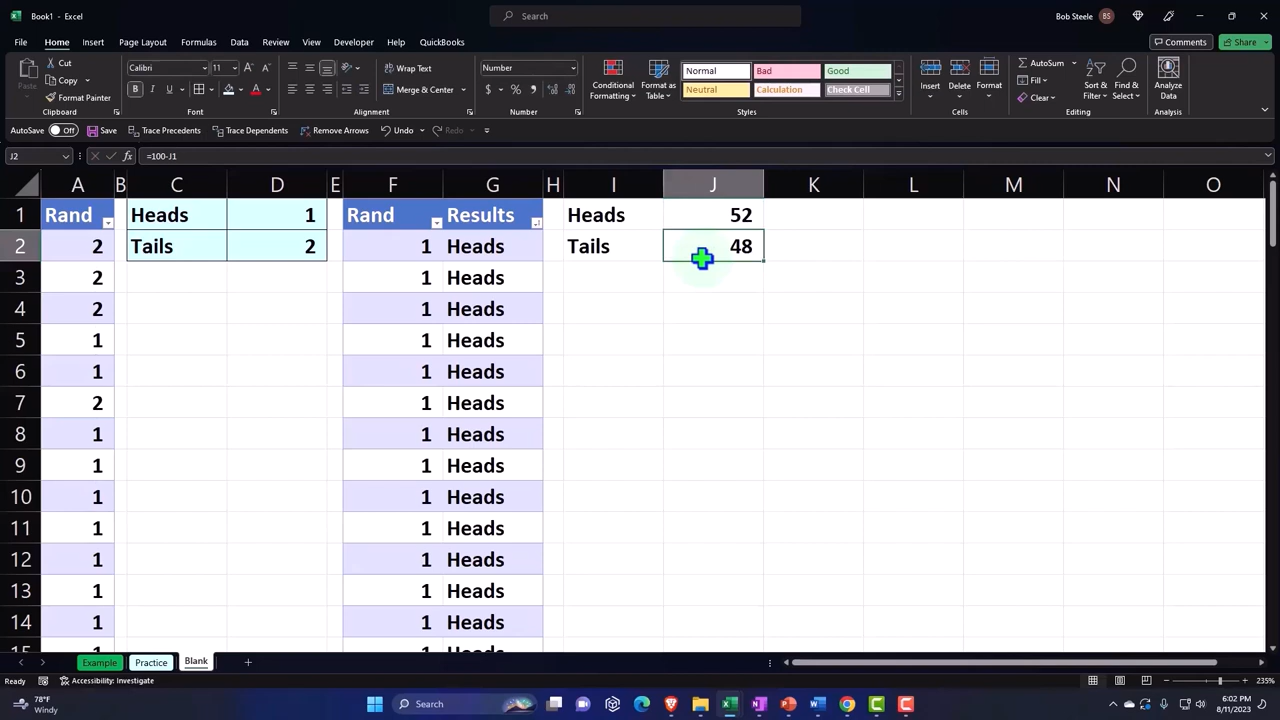 Book1 - Excel
Search
Bob Steele
BS
File Home Insert Page Layout Formulas Data Review View Developer Help QuickBooks
Comments
Share
Cut
Copy
Format Painter
Paste
Calibri
11
B I U
Wrap Text
Merge & Center
Number
$ % 9
Conditional Formatting
Format as Table
Normal
Bad
Good
Neutral
Calculation
Check Cell
Insert
Delete
Format
AutoSum
Fill
Clear
Sort & Filter
Find & Select
Analyze Data
Clipboard
Font
Alignment
Number
Styles
Cells
Editing
Analysis
AutoSave Off
Save
Trace Precedents
Trace Dependents
Remove Arrows
Undo
Redo
J2
fx
=100-J1
A B C D E F G H I J K L M N O
1 Rand Heads 1 Rand Results Heads 52
2 2 Tails 2 1 Heads Tails 48
3 2 1 Heads
4 2 1 Heads
5 1 1 Heads
6 1 1 Heads
7 2 1 Heads
8 1 1 Heads
9 1 1 Heads
10 1 1 Heads
11 1 1 Heads
12 1 1 Heads
13 1 1 Heads
14 1 1 Heads
15 1 1 Heads
Example Practice Blank
Ready
Accessibility: Investigate
235%
78°F
Windy
Search
6:02 PM
8/11/2023